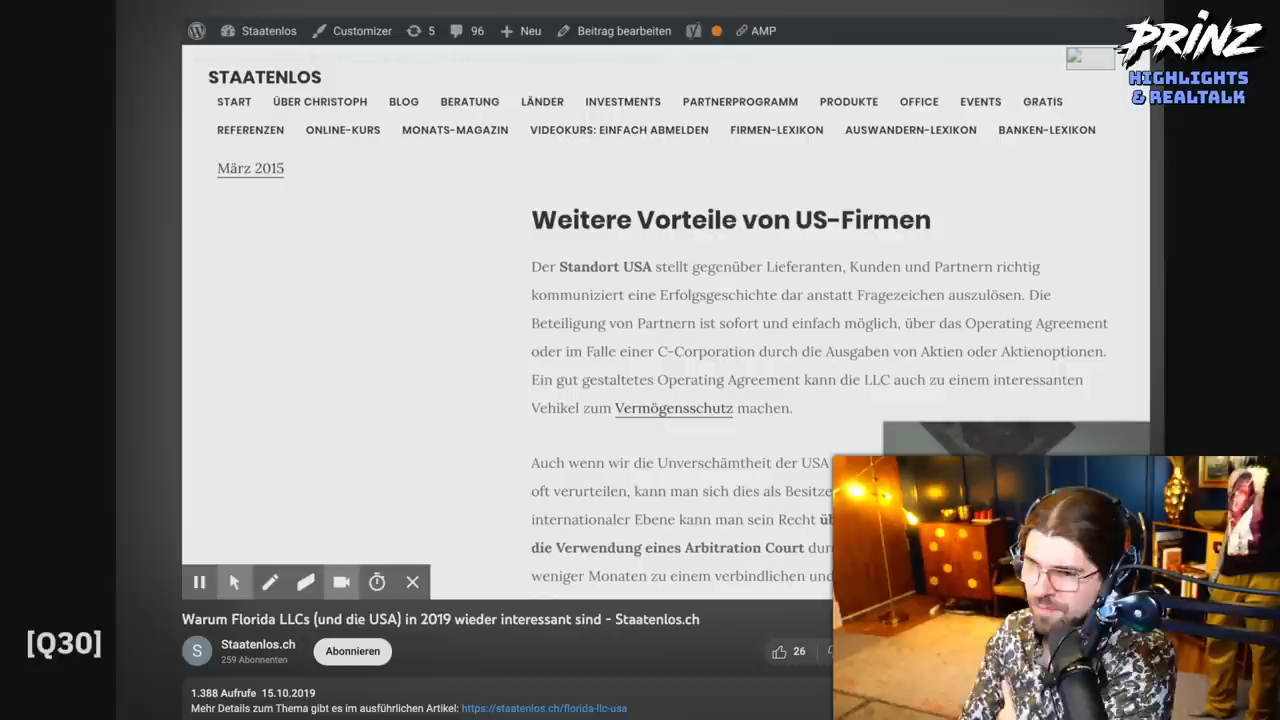 Staatenlos Customizer 5 96 Neu Beitrag bearbeiten AMP
PRINZ
HIGHLIGHTS
& REALTALK
STAATENLOS
START ÜBER CHRISTOPH BLOG BERATUNG LÄNDER INVESTMENTS PARTNERPROGRAMM PRODUKTE OFFICE EVENTS GRATIS
REFERENZEN ONLINE-KURS MONATS-MAGAZIN VIDEOKURS: EINFACH ABMELDEN FIRMEN-LEXIKON AUSWANDERN-LEXIKON BANKEN-LEXIKON
März 2015
Weitere Vorteile von US-Firmen
Der Standort USA stellt gegenüber Lieferanten, Kunden und Partnern richtig
kommuniziert eine Erfolgsgeschichte dar anstatt Fragezeichen auszulösen. Die
Beteiligung von Partnern ist sofort und einfach möglich, über das Operating Agreement
oder im Falle einer C-Corporation durch die Ausgaben von Aktien oder Aktienoptionen.
Ein gut gestaltetes Operating Agreement kann die LLC auch zu einem interessanten
Vehikel zum Vermögensschutz machen.
Auch wenn wir die Unverschämtheit der USA
oft verurteilen, kann man sich dies als Besitze
internationaler Ebene kann man sein Recht üb
die Verwendung eines Arbitration Court dur
weniger Monaten zu einem verbindlichen und
Warum Florida LLCs (und die USA) in 2019 wieder interessant sind - Staatenlos.ch
[Q30]
S
Staatenlos.ch
259 Abonnenten
Abonnieren
26
1.388 Aufrufe 15.10.2019
Mehr Details zum Thema gibt es im ausführlichen Artikel: https://staatenlos.ch/florida-llc-usa